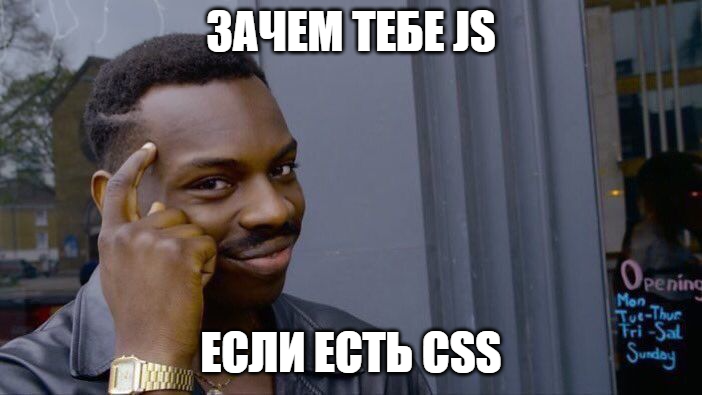 ЗАЧЕМ ТЕБЕ JS
Opening
Mon
Tue-Thur
Fri-Sat
Sunday
ЕСЛИ ЕСТЬ CSS